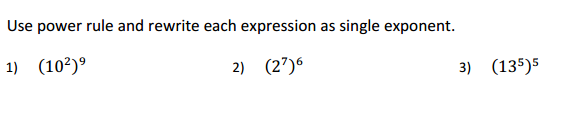 Use power rule and rewrite each expression as single exponent.
1) (10²)⁹ 2) (2⁷)⁶ 3) (13⁵)⁵